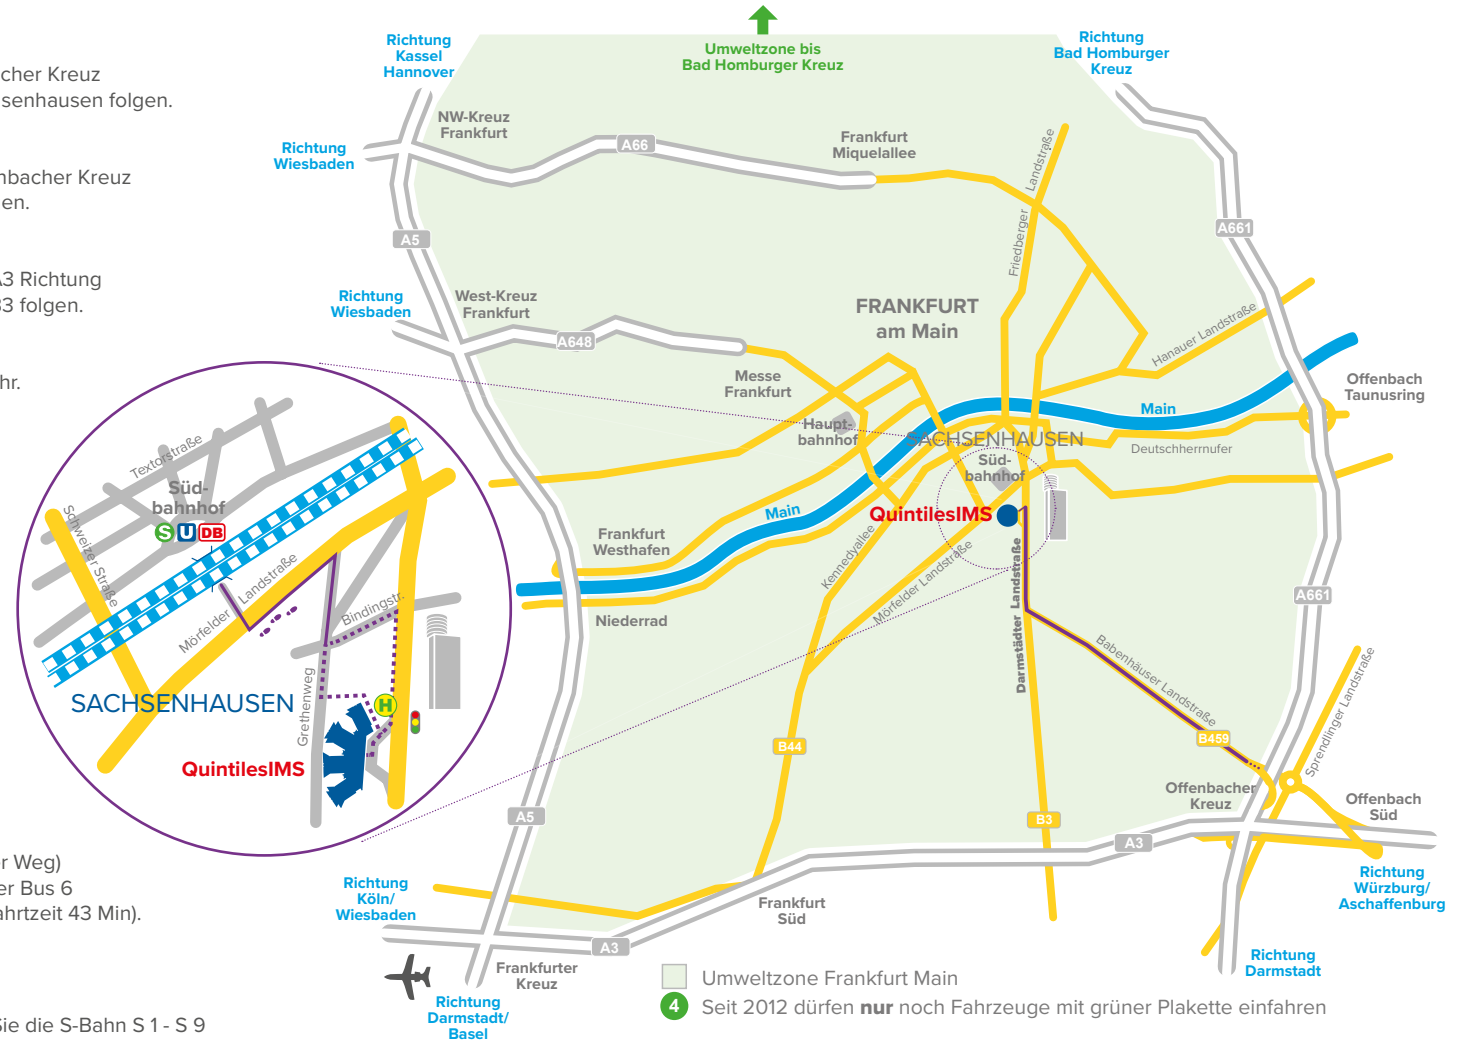 Richtung
Kassel
Hannover
Umweltzone bis
Bad Homburger Kreuz
Richtung
Bad Homburger
Kreuz
cher Kreuz
senhausen folgen.
NW-Kreuz
Frankfurt
A66
Frankfurt
Miquelallee
Friedberger Landstraße
Richtung
Wiesbaden
bacher Kreuz
en.
A5
A661
A3 Richtung
33 folgen.
Richtung
Wiesbaden
West-Kreuz
Frankfurt
A648
FRANKFURT
am Main
Hanauer Landstraße
hr.
Messe
Frankfurt
Offenbach
Taunusring
Main
Haupt-
bahnhof
SACHSENHAUSEN
Deutschherrnufer
Süd-
bahnhof
Textorstraße
Süd-
bahnhof
S U DB
Schweizer Straße
Main
QuintilesIMS
Frankfurt
Westhafen
Kennedyallee
Mörfelder Landstraße
Darmstädter Landstraße
Mörfelder Landstraße
Bindingstr.
A661
Niederrad
Babenhäuser Landstraße
Sprendlinger Landstraße
SACHSENHAUSEN
Grethenweg
H
B44
B459
QuintilesIMS
Offenbacher
Kreuz
Offenbach
Süd
A5
B3
A3
er Weg)
er Bus 6
ahrtzeit 43 Min).
Richtung
Köln/
Wiesbaden
Frankfurt
Süd
Richtung
Würzburg/
Aschaffenburg
A3
Frankfurter
Kreuz
Richtung
Darmstadt
Richtung
Darmstadt/
Basel
Umweltzone Frankfurt Main
4 Seit 2012 dürfen nur noch Fahrzeuge mit grüner Plakette einfahren
Sie die S-Bahn S 1 - S 9